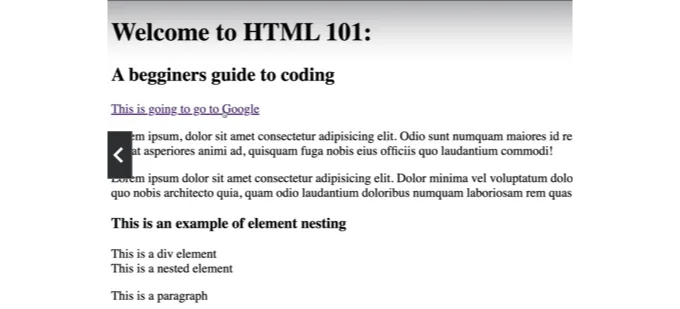 Welcome to HTML 101:
A begginers guide to coding
This is going to go to Google
em ipsum, dolor sit amet consectetur adipisicing elit. Odio sunt numquam maiores id re
at asperiores animi ad, quisquam fuga nobis eius officiis quo laudantium commodi!
Lorem ipsum dolor sit amet consectetur adipisicing elit. Dolor minima vel voluptatum dolo
quo nobis architecto quia, quam odio laudantium doloribus numquam laboriosam rem quas
This is an example of element nesting
This is a div element
This is a nested element
This is a paragraph